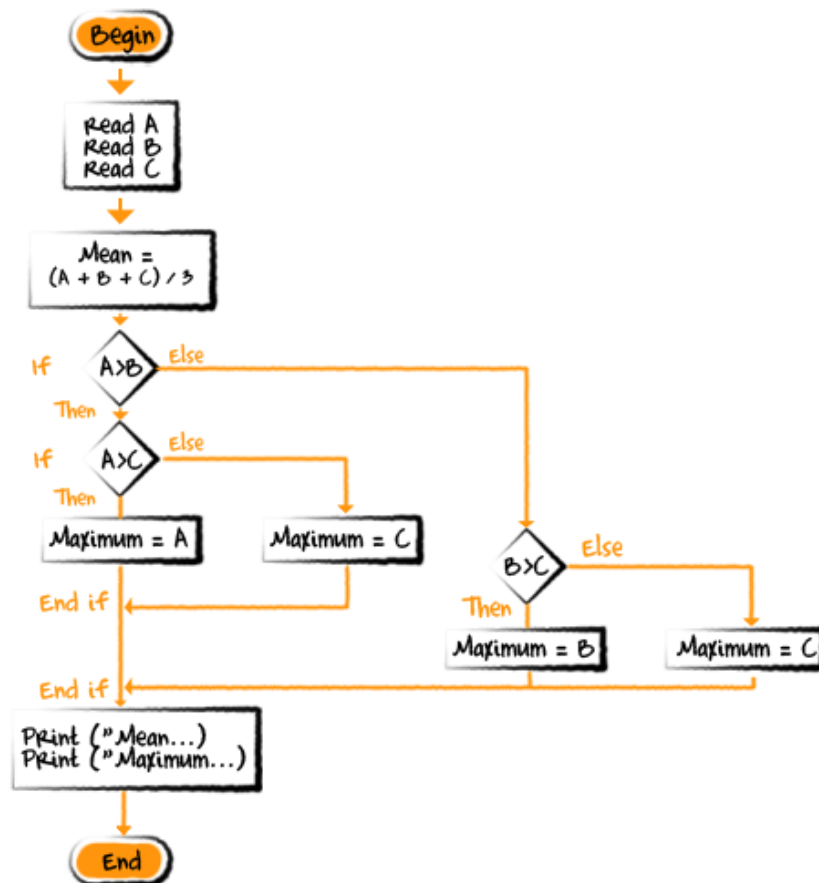 Begin
Read A
Read B
Read C
Mean =
(A + B + C) / 3
If
A>B
Else
Then
If
A>C
Else
Then
Maximum = A
Maximum = C
B>C
Else
End if
Then
Maximum = B
Maximum = C
End if
Print ("Mean...)
Print ("Maximum...)
End